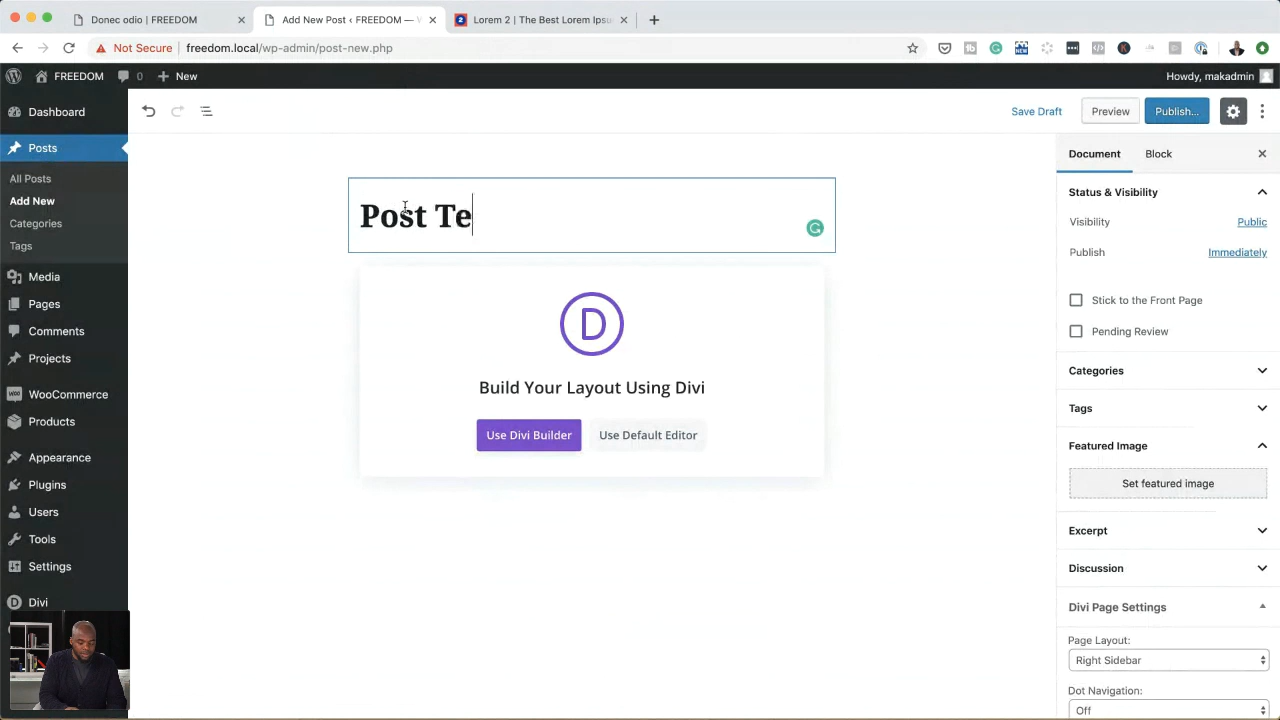 Donec odio | FREEDOM
Add New Post ‹ FREEDOM —
Lorem 2 | The Best Lorem Ipsu
Not Secure
freedom.local/wp-admin/post-new.php
FREEDOM
0
New
Howdy, makadmin
Dashboard
Posts
All Posts
Add New
Categories
Tags
Media
Pages
Comments
Projects
WooCommerce
Products
Appearance
Plugins
Users
Tools
Settings
Divi
Save Draft
Preview
Publish...
Post Te
D
Build Your Layout Using Divi
Use Divi Builder
Use Default Editor
Document
Block
Status & Visibility
Visibility
Public
Publish
Immediately
Stick to the Front Page
Pending Review
Categories
Tags
Featured Image
Set featured image
Excerpt
Discussion
Divi Page Settings
Page Layout:
Right Sidebar
Dot Navigation:
Off